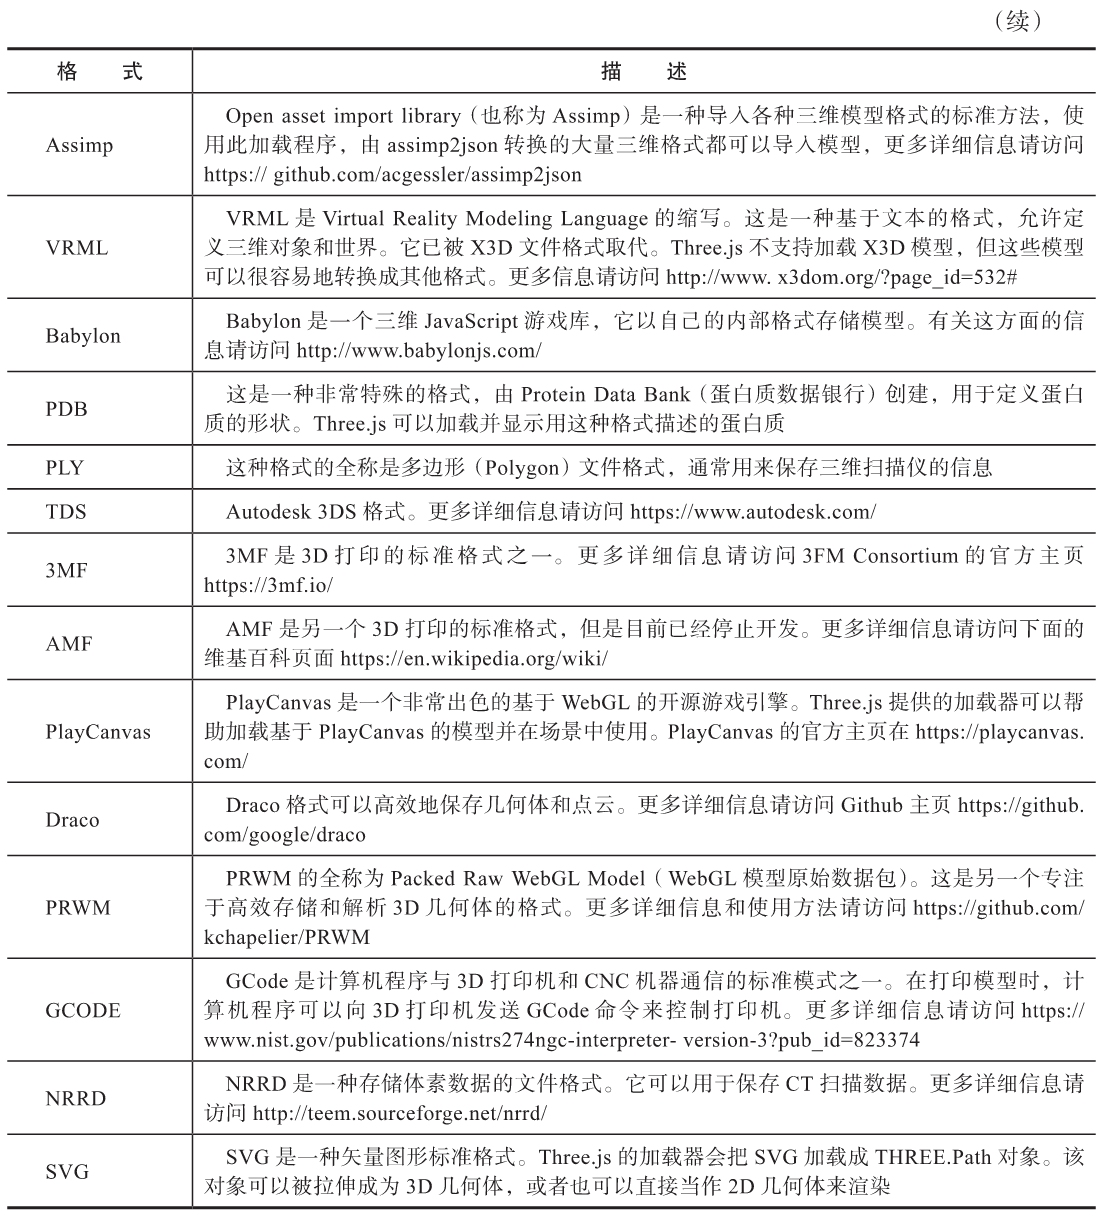 （续）
格 式 描 述
Open asset import library（也称为 Assimp）是一种导入各种三维模型格式的标准方法，使
Assimp 用此加载程序，由 assimp2json 转换的大量三维格式都可以导入模型，更多详细信息请访问
https:// github.com/acgessler/assimp2json
VRML 是 Virtual Reality Modeling Language 的缩写。这是一种基于文本的格式，允许定
VRML 义三维对象和世界。它已被 X3D 文件格式取代。Three.js 不支持加载 X3D 模型，但这些模型
可以很容易地转换成其他格式。更多信息请访问 http://www. x3dom.org/?page_id=532#
Babylon 是一个三维 JavaScript 游戏库，它以自己的内部格式存储模型。有关这方面的信
Babylon
息请访问 http://www.babylonjs.com/
这是一种非常特殊的格式，由 Protein Data Bank（蛋白质数据银行）创建，用于定义蛋白
PDB
质的形状。Three.js 可以加载并显示用这种格式描述的蛋白质
PLY 这种格式的全称是多边形（Polygon）文件格式，通常用来保存三维扫描仪的信息
TDS Autodesk 3DS 格式。更多详细信息请访问 https://www.autodesk.com/
3MF 是 3D 打印的标准格式之一。更多详细信息请访问 3FM Consortium 的官方主页
3MF
https://3mf.io/
AMF 是另一个 3D 打印的标准格式，但是目前已经停止开发。更多详细信息请访问下面的
AMF
维基百科页面 https://en.wikipedia.org/wiki/
PlayCanvas 是一个非常出色的基于 WebGL 的开源游戏引擎。Three.js 提供的加载器可以帮
PlayCanvas 助加载基于 PlayCanvas 的模型并在场景中使用。PlayCanvas 的官方主页在 https://playcanvas.
com/
Draco 格式可以高效地保存几何体和点云。更多详细信息请访问 Github 主页 https://github.
Draco
com/google/draco
PRWM 的全称为 Packed Raw WebGL Model（ WebGL 模型原始数据包）。这是另一个专注
PRWM 于高效存储和解析 3D 几何体的格式。更多详细信息和使用方法请访问 https://github.com/
kchapelier/PRWM
GCode 是计算机程序与 3D 打印机和 CNC 机器通信的标准模式之一。在打印模型时，计
GCODE 算机程序可以向 3D 打印机发送 GCode 命令来控制打印机。更多详细信息请访问 https://
www.nist.gov/publications/nistrs274ngc-interpreter- version-3?pub_id=823374
NRRD 是一种存储体素数据的文件格式。它可以用于保存 CT 扫描数据。更多详细信息请
NRRD
访问 http://teem.sourceforge.net/nrrd/
SVG 是一种矢量图形标准格式。Three.js 的加载器会把 SVG 加载成 THREE.Path 对象。该
SVG
对象可以被拉伸成为 3D 几何体，或者也可以直接当作 2D 几何体来渲染